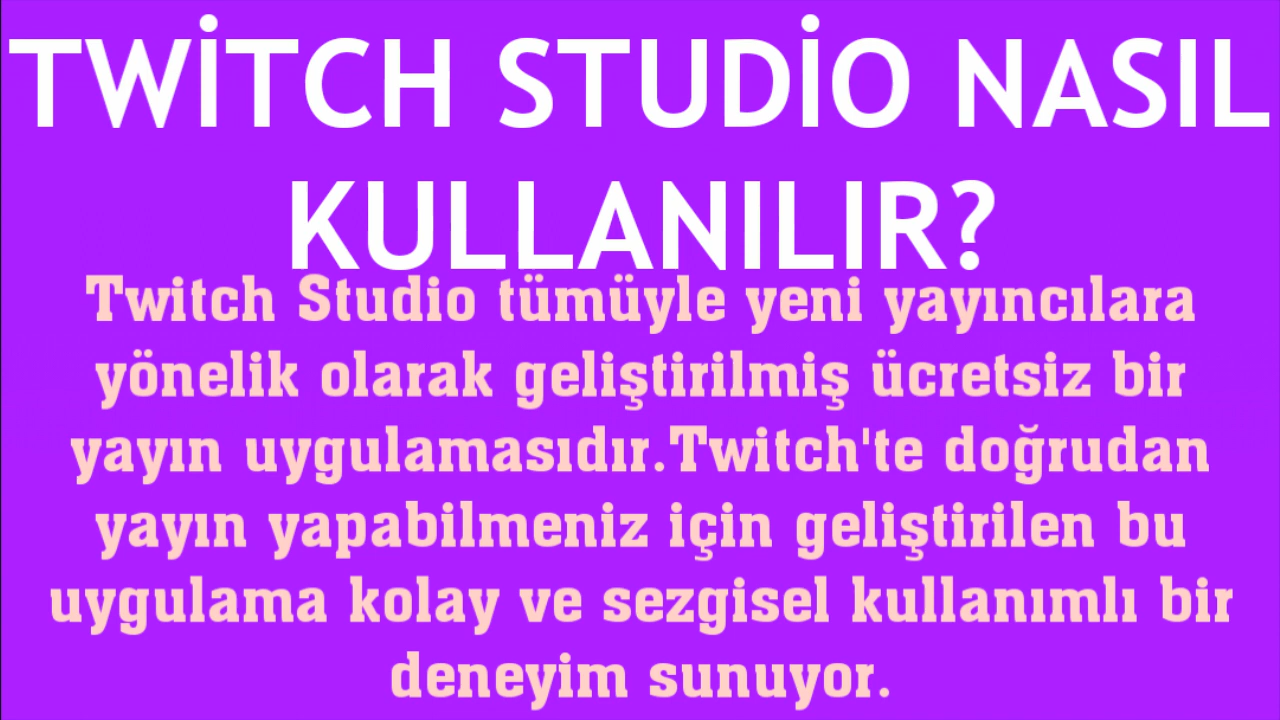 TWİTCH STUDİO NASIL
KULLANILIR?
Twitch Studio tümüyle yeni yayıncılara
yönelik olarak geliştirilmiş ücretsiz bir
yayın uygulamasıdır.Twitch'te doğrudan
yayın yapabilmeniz için geliştirilen bu
uygulama kolay ve sezgisel kullanımlı bir
deneyim sunuyor.